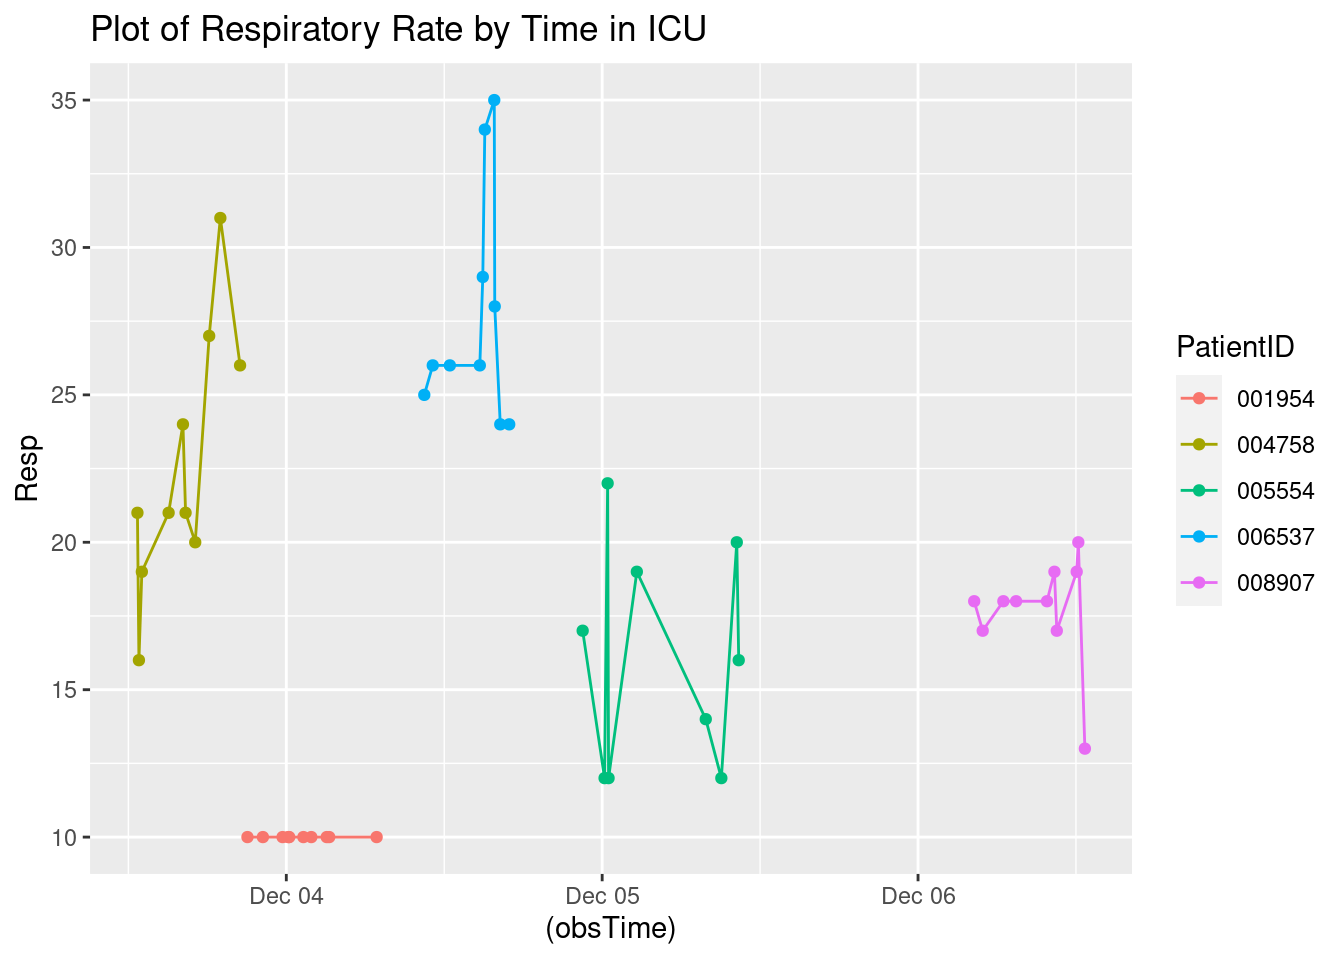 Plot of Respiratory Rate by Time in ICU
35
30
25
20
15
10
Resp
Dec 04
Dec 05
Dec 06
(obsTime)
PatientID
001954
004758
005554
006537
008907